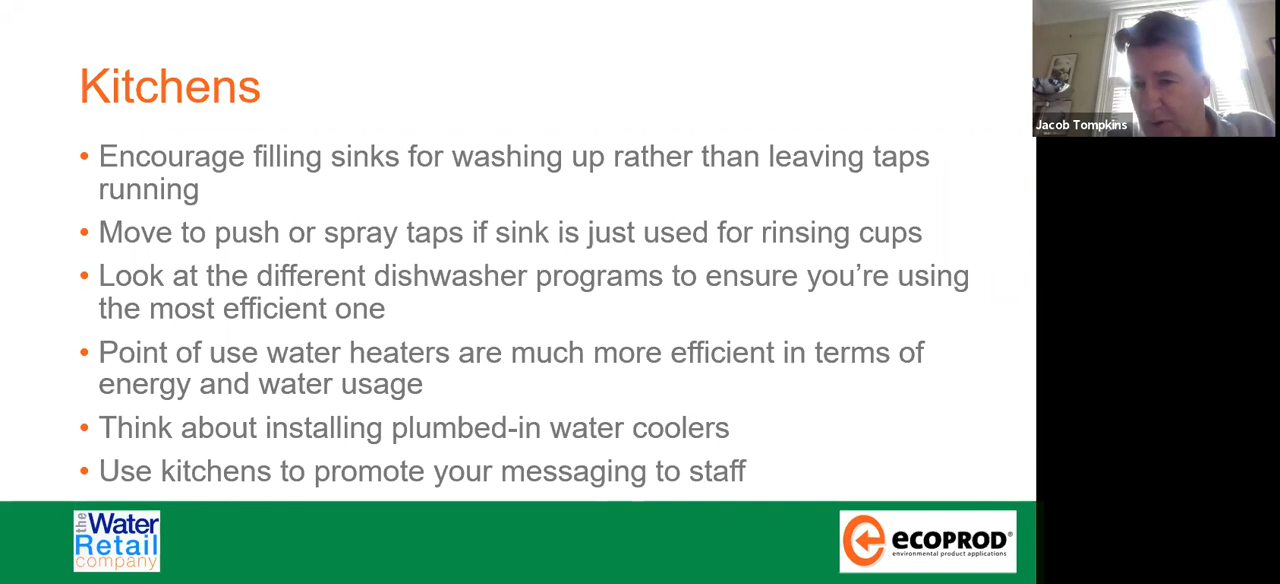 Kitchens
• Encourage filling sinks for washing up rather than leaving taps
running
• Move to push or spray taps if sink is just used for rinsing cups
• Look at the different dishwasher programs to ensure you’re using
the most efficient one
• Point of use water heaters are much more efficient in terms of
energy and water usage
• Think about installing plumbed-in water coolers
• Use kitchens to promote your messaging to staff
Jacob Tompkins
the Water
Retail
company
ECOPROD®
environmental product applications